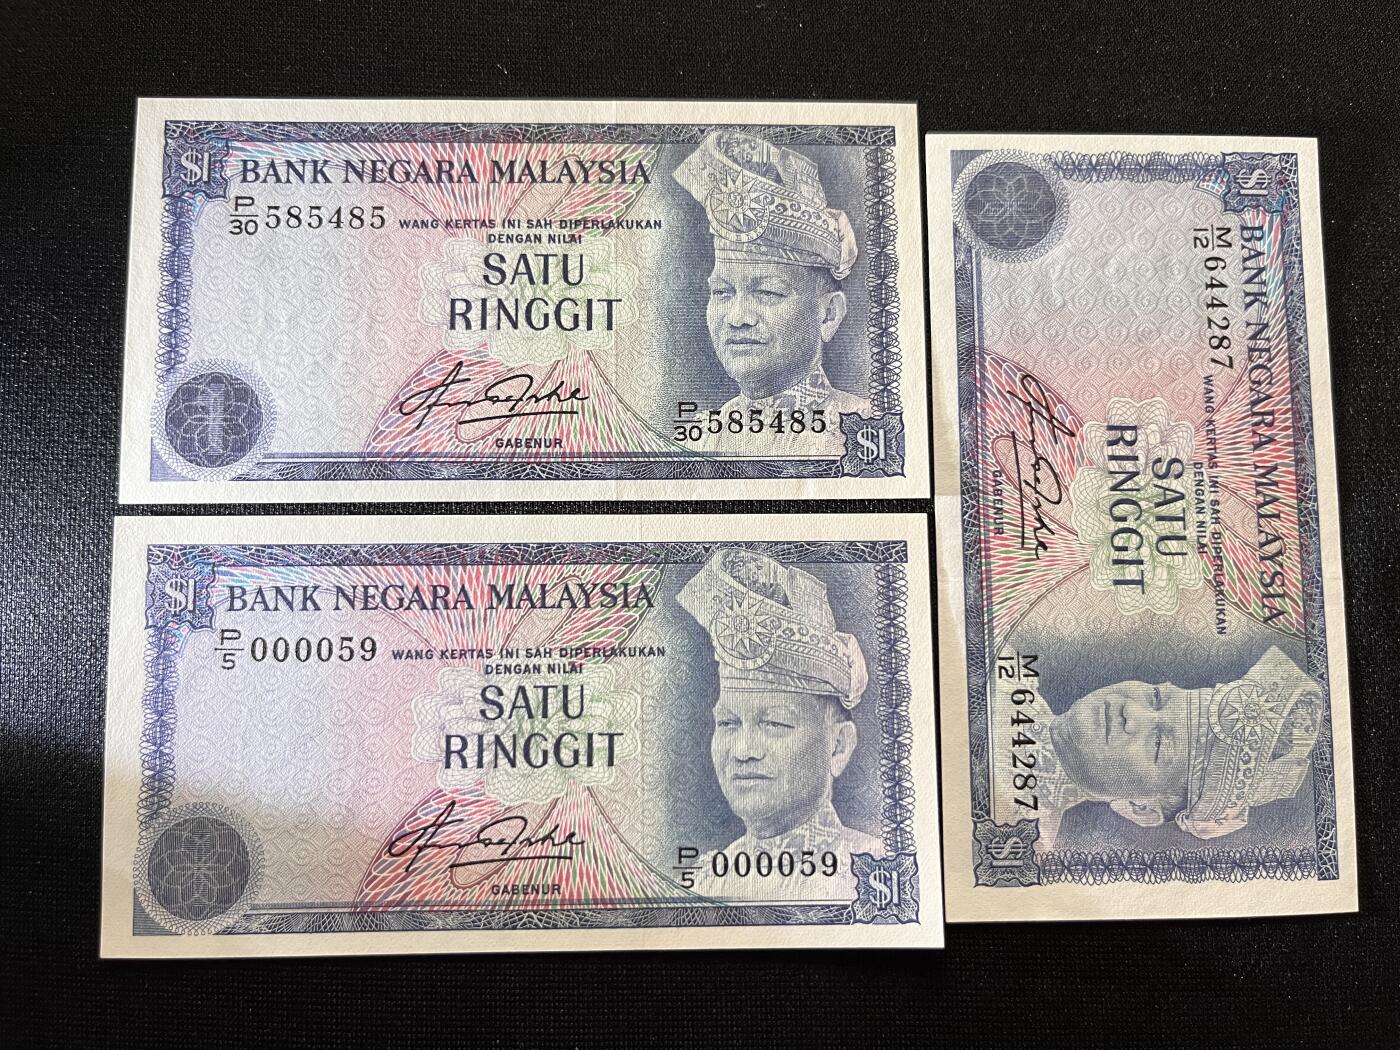 $1
BANK NEGARA MALAYSIA
P/30 585485
WANG KERTAS INI SAH DIPERLAKUKAN
DENGAN NILAI
SATU
RINGGIT
GABENUR
P/30 585485
1
$1
$1
BANK NEGARA MALAYSIA
P/5 000059
WANG KERTAS INI SAH DIPERLAKUKAN
DENGAN NILAI
SATU
RINGGIT
GABENUR
P/5 000059
1
$1
$1
BANK NEGARA MALAYSIA
M/12 644287
WANG KERTAS INI SAH DIPERLAKUKAN
DENGAN NILAI
SATU
RINGGIT
GABENUR
M/12 644287
$1